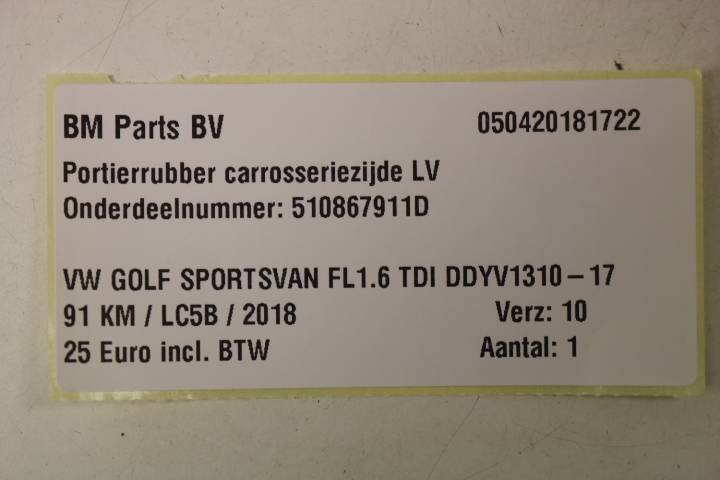 BM Parts BV 050420181722
Portierrubber carrosseriezijde LV
Onderdeelnummer: 510867911D
VW GOLF SPORTSVAN FL1.6 TDI DDYV1310 – 17
91 KM / LC5B / 2018 Verz: 10
25 Euro incl. BTW Aantal: 1